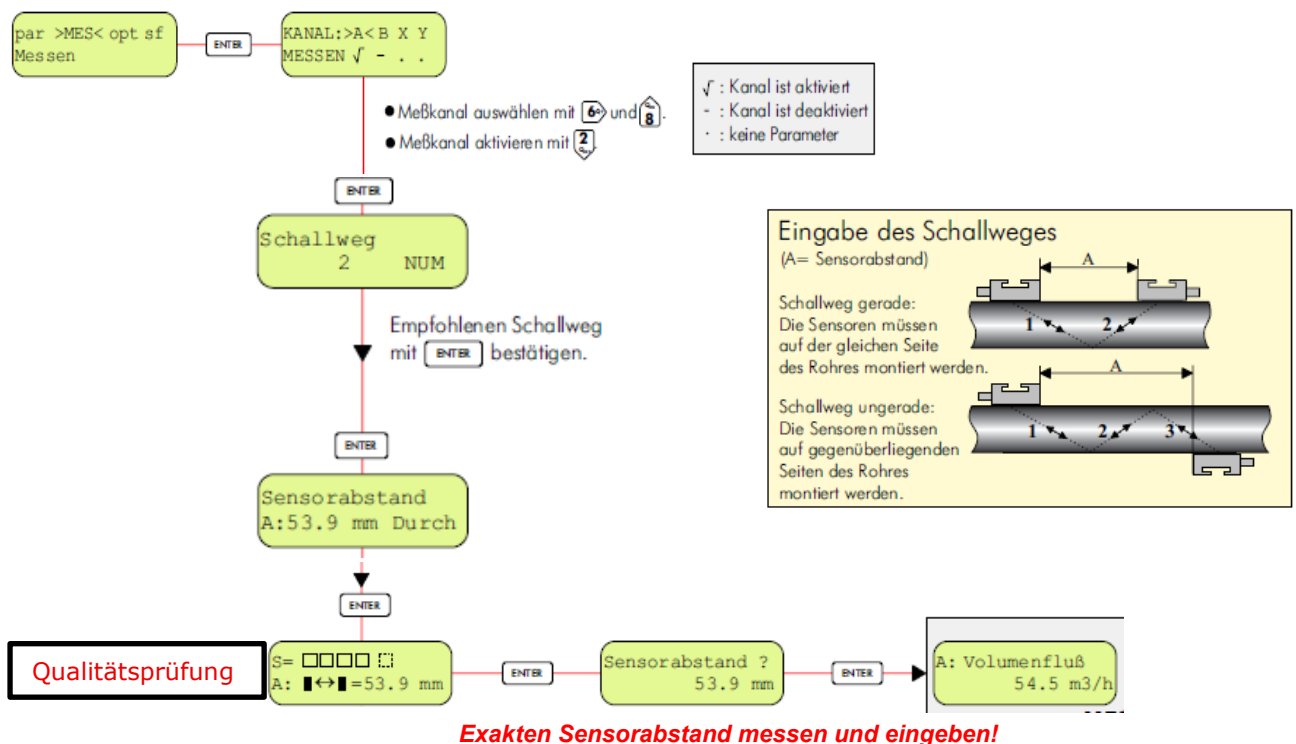 par >MES< opt sf
Messen
ENTER
KANAL:>A< B X Y
MESSEN √ - . .
● Meßkanal auswählen mit 6 und 8.
● Meßkanal aktivieren mit 2.
√ : Kanal ist aktiviert
- : Kanal ist deaktiviert
· : keine Parameter
ENTER
Schallweg
2 NUM
Empfohlenen Schallweg
mit ENTER bestätigen.
Eingabe des Schallweges
(A= Sensorabstand)
A
Schallweg gerade:
Die Sensoren müssen
auf der gleichen Seite
des Rohres montiert werden.
1 2
A
Schallweg ungerade:
Die Sensoren müssen
auf gegenüberliegenden
Seiten des Rohres
montiert werden.
1 2 3
ENTER
Sensorabstand
A:53.9 mm Durch
ENTER
Qualitätsprüfung
S=
A: ↔ =53.9 mm
ENTER
Sensorabstand ?
53.9 mm
ENTER
A: Volumenfluß
54.5 m3/h
Exakten Sensorabstand messen und eingeben!